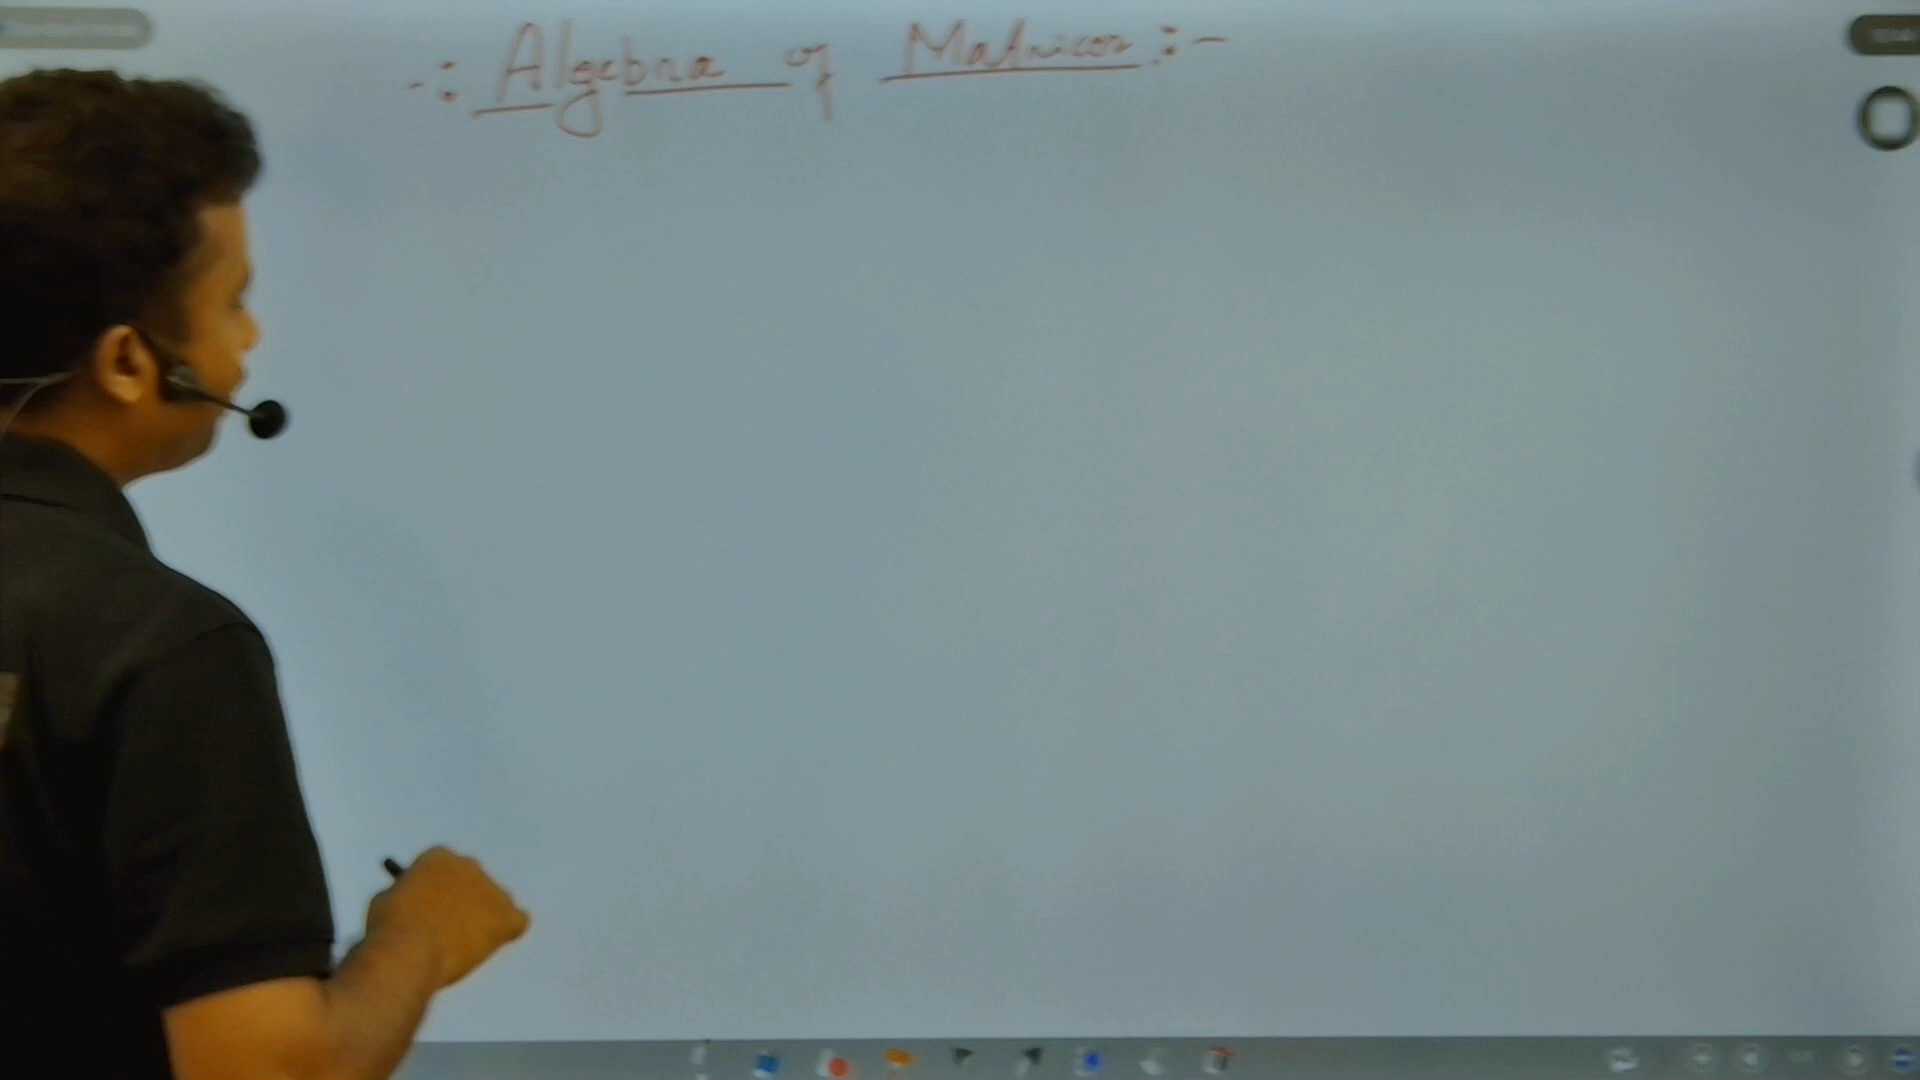 -: Algebra of Matrices :-